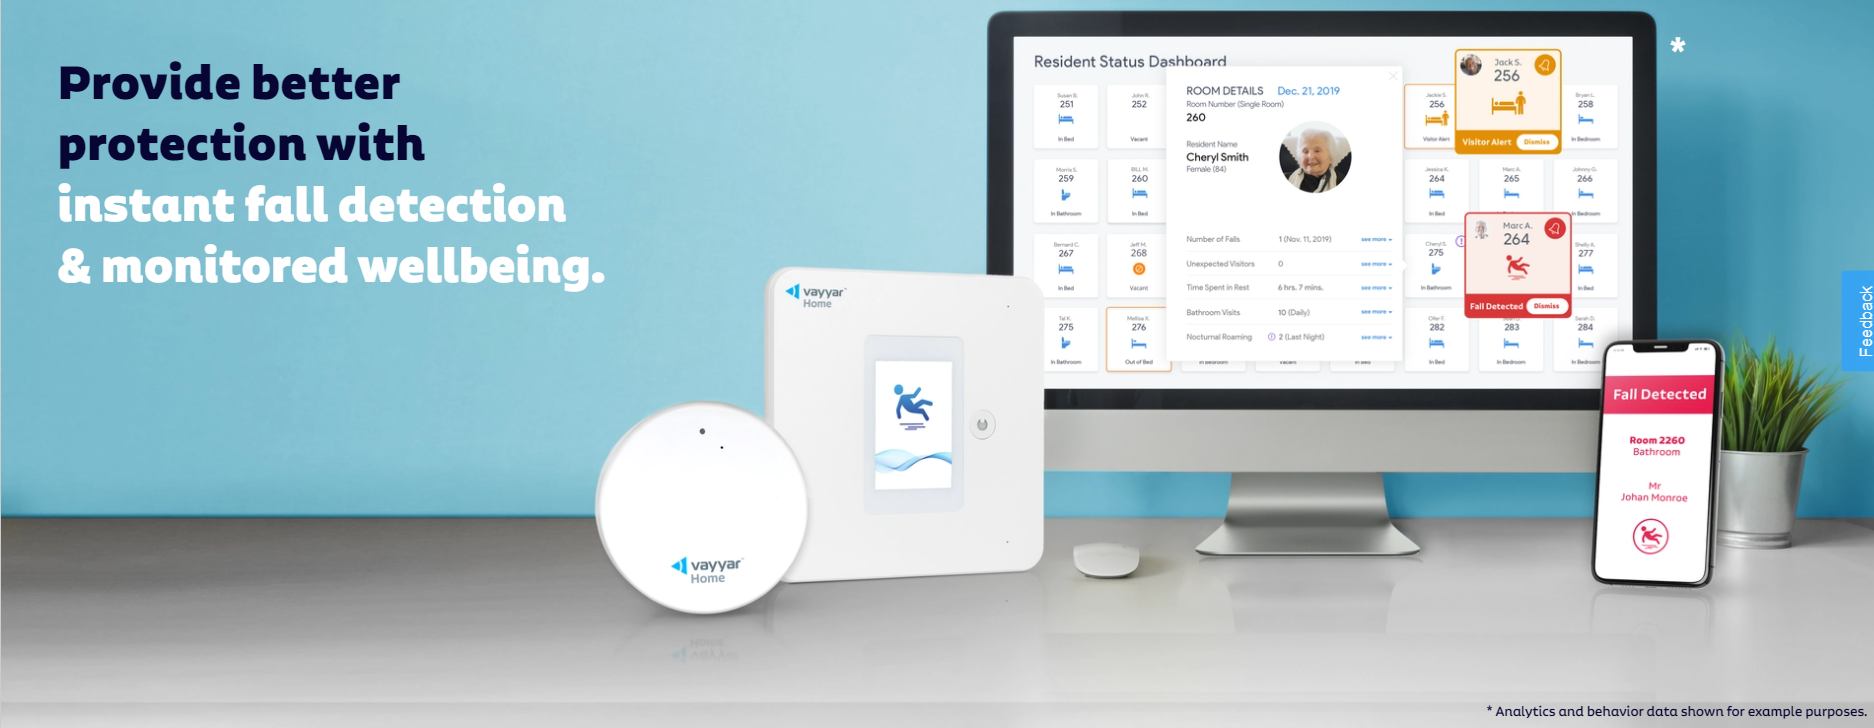 Provide better
protection with
instant fall detection
& monitored wellbeing.
*
Resident Status Dashboard
Susan B.
251
In Bed
John R.
252
Vacant
Jackie S.
256
Visitor Alert
Jack S.
256
Visitor Alert
Dismiss
Bryan L.
258
In Bedroom
Morris S.
259
In Bathroom
BILL M.
260
In Bed
Jessica K.
264
In Bed
Marc A.
265
Johnny G.
266
In Bedroom
Bernard C.
267
In Bed
Jeff M.
268
Vacant
Cheryl S.
275
In Bathroom
Marc A.
264
Fall Detected
Dismiss
Shelly A.
277
In Bed
Tal K.
275
In Bathroom
Mellisa X.
276
Out of Bed
In Bedroom
Vacant
In Bed
Ofer F.
282
In Bed
283
In Bedroom
Sarah D.
284
In Bedroom
ROOM DETAILS Dec. 21, 2019
Room Number (Single Room)
260
Resident Name
Cheryl Smith
Female (84)
Number of Falls 1 (Nov. 11, 2019) see more
Unexpected Visitors 0 see more
Time Spent in Rest 6 hrs. 7 mins. see more
Bathroom Visits 10 (Daily) see more
Nocturnal Roaming 2 (Last Night) see more
vayyar™
Home
vayyar™
Home
Fall Detected
Room 2260
Bathroom
Mr
Johan Monroe
Feedback
* Analytics and behavior data shown for example purposes.